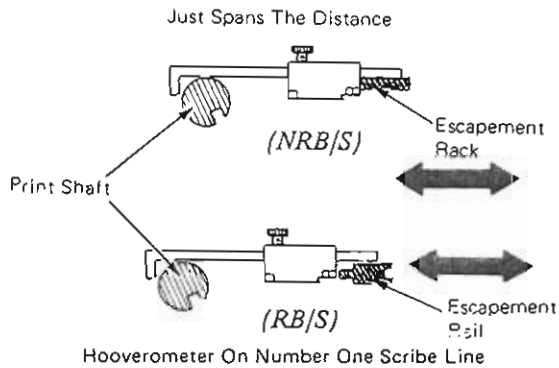 Just Spans The Distance
(NRB/S)
Escapement
Rack
Print Shaft
(RB/S)
Escapement
Rail
Hooverometer On Number One Scribe Line